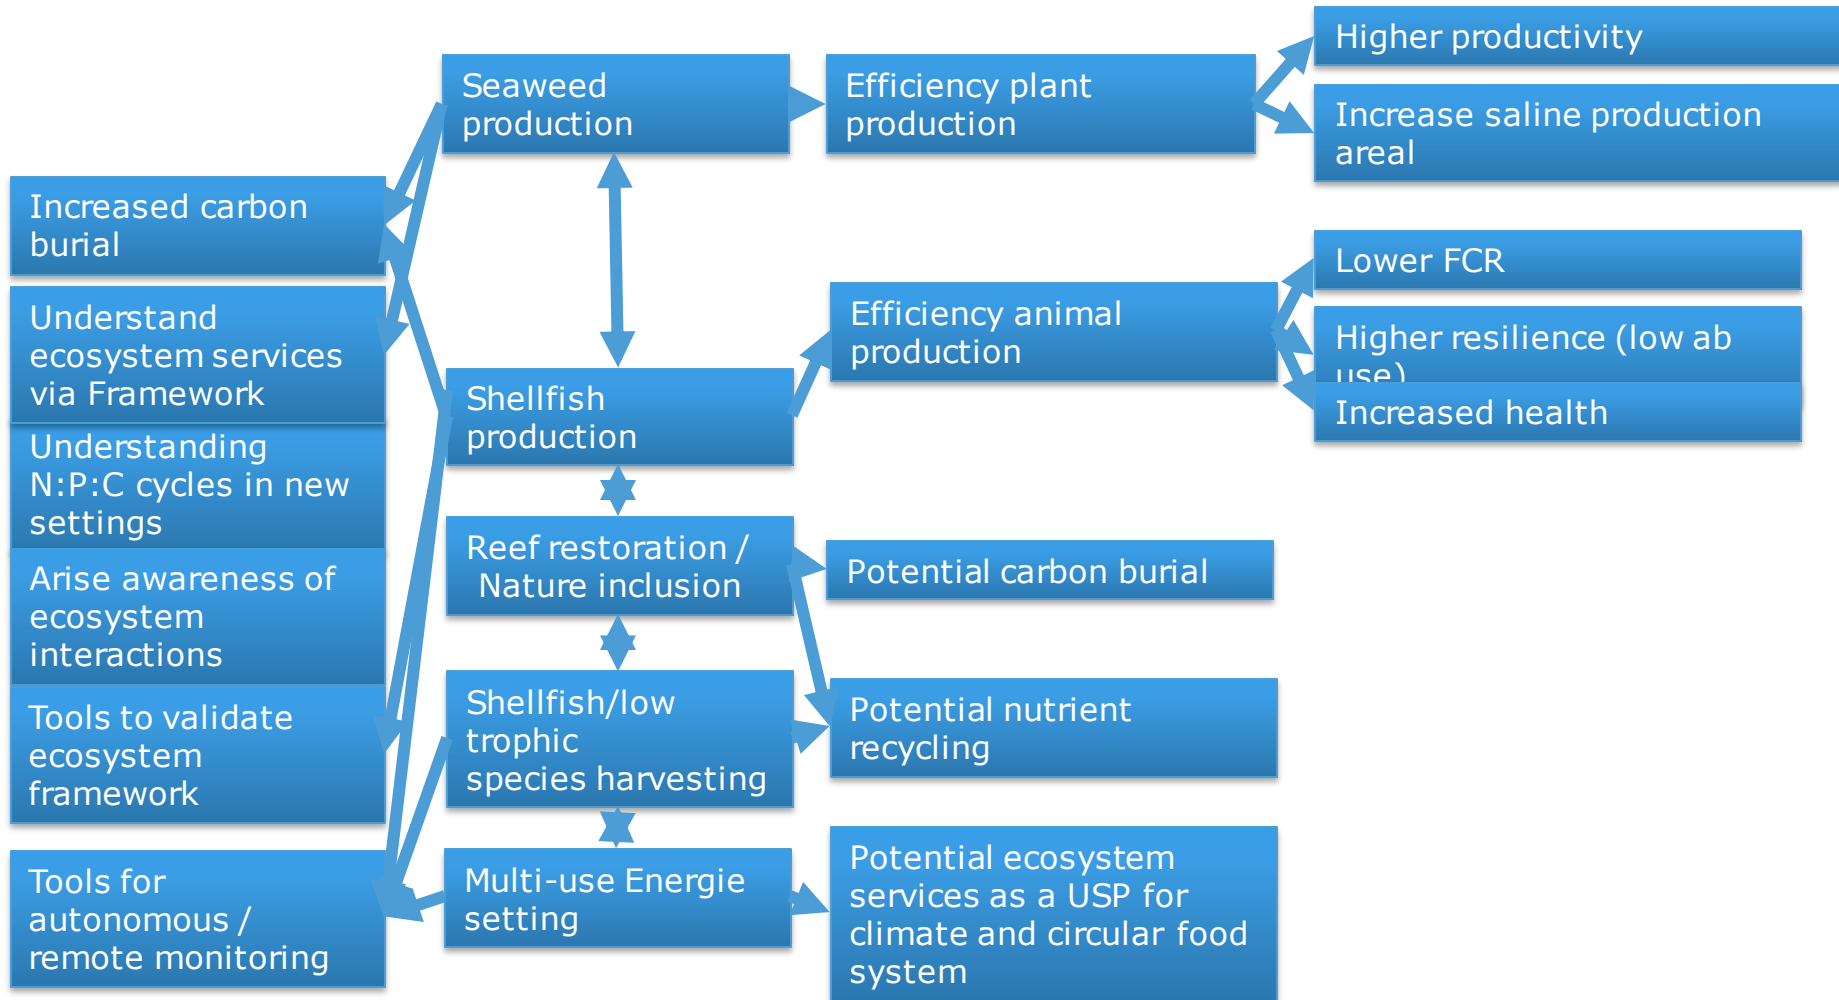 Higher productivity
Seaweed
production
Efficiency plant
production
Increase saline production
areal
Increased carbon
burial
Lower FCR
Understand
ecosystem services
via Framework
Efficiency animal
production
Higher resilience (low ab
use)
Increased health
Shellfish
production
Understanding
N:P:C cycles in new
settings
Reef restoration /
Nature inclusion
Potential carbon burial
Arise awareness of
ecosystem
interactions
Tools to validate
ecosystem
framework
Shellfish/low
trophic
species harvesting
Potential nutrient
recycling
Tools for
autonomous /
remote monitoring
Multi-use Energie
setting
Potential ecosystem
services as a USP for
climate and circular food
system